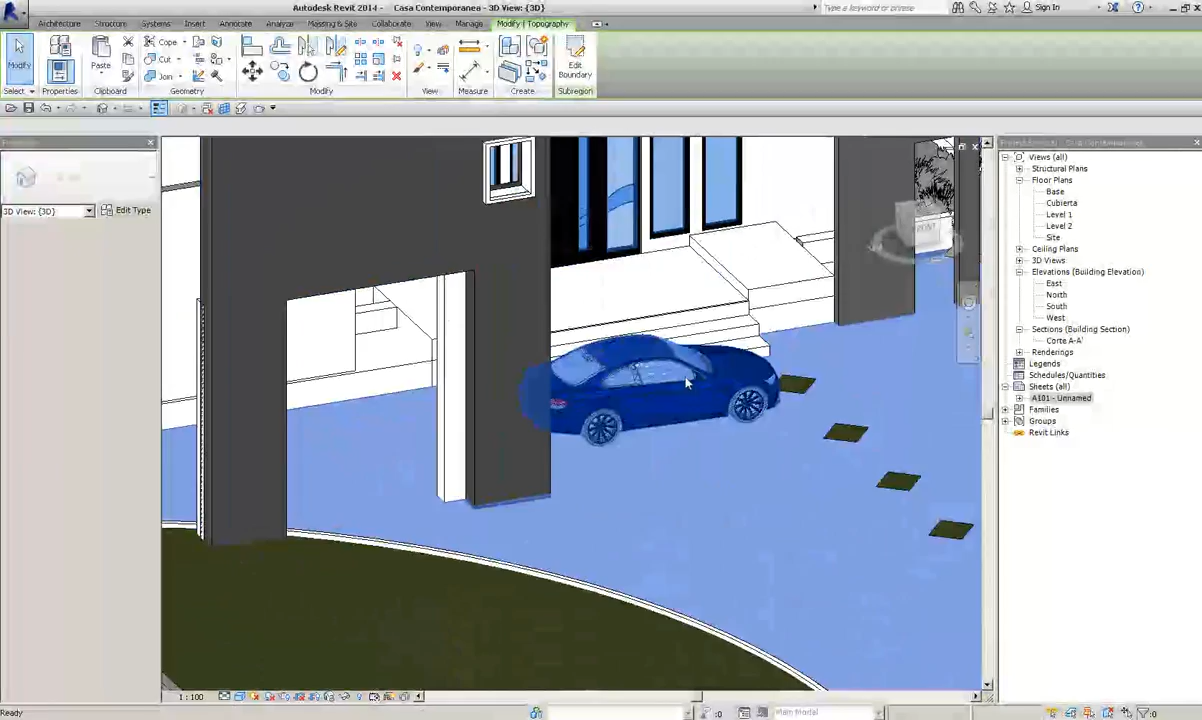 Autodesk Revit 2014 - Casa Contemporanea - 3D View: {3D}
Type a keyword or phrase
Sign In
Architecture Structure Systems Insert Annotate Analyze Massing & Site Collaborate View Manage Modify | Topography
Modify
Paste
Cope
Cut
Join
Edit
Boundary
Select Properties Clipboard Geometry Modify View Measure Create Subregion
3D View: {3D}
Edit Type
FRONT
Views (all)
Structural Plans
Floor Plans
Base
Cubierta
Level 1
Level 2
Site
Ceiling Plans
3D Views
Elevations (Building Elevation)
East
North
South
West
Sections (Building Section)
Corte A-A'
Renderings
Legends
Schedules/Quantities
Sheets (all)
A101 - Unnamed
Families
Groups
Revit Links
1 : 100
Ready
:0
Main Model
:0